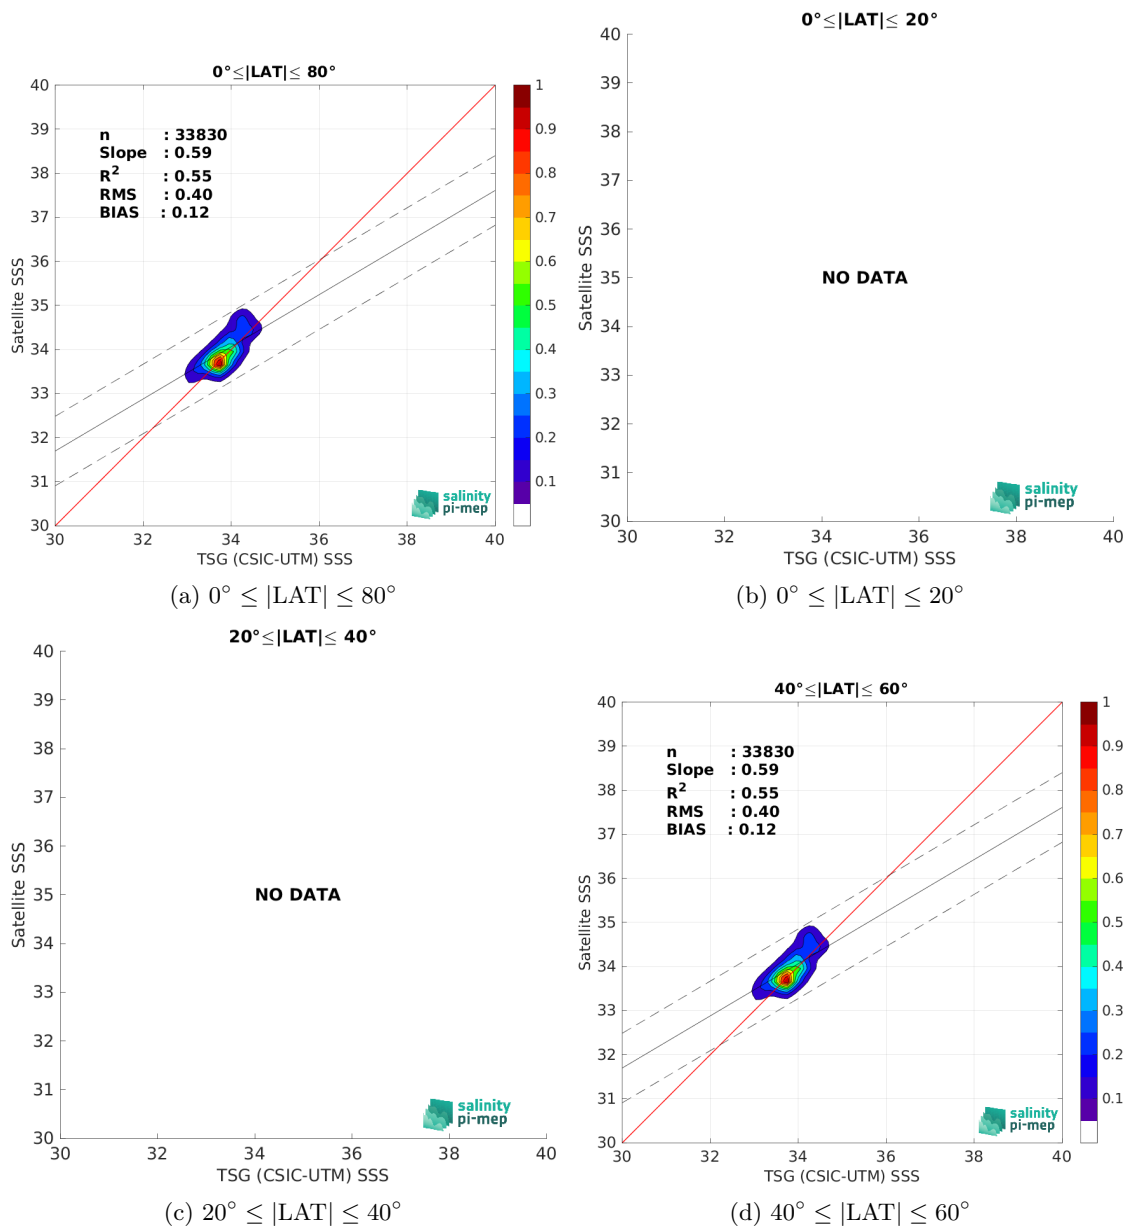 0°≤|LAT|≤ 80°
40
39
38
37
36
35
34
33
32
31
30
Satellite SSS
n : 33830
Slope : 0.59
R²  : 0.55
RMS : 0.40
BIAS : 0.12
salinity
pi-mep
30 32 34 36 38 40
TSG (CSIC-UTM) SSS
1
0.9
0.8
0.7
0.6
0.5
0.4
0.3
0.2
0.1
(a) 0° ≤ |LAT| ≤ 80°
0°≤|LAT|≤ 20°
40
39
38
37
36
35
34
33
32
31
30
Satellite SSS
NO DATA
salinity
pi-mep
30 32 34 36 38 40
TSG (CSIC-UTM) SSS
(b) 0° ≤ |LAT| ≤ 20°
20°≤|LAT|≤ 40°
40
39
38
37
36
35
34
33
32
31
30
Satellite SSS
NO DATA
salinity
pi-mep
30 32 34 36 38 40
TSG (CSIC-UTM) SSS
(c) 20° ≤ |LAT| ≤ 40°
40°≤|LAT|≤ 60°
40
39
38
37
36
35
34
33
32
31
30
Satellite SSS
n : 33830
Slope : 0.59
R² : 0.55
RMS : 0.40
BIAS : 0.12
salinity
pi-mep
30 32 34 36 38 40
TSG (CSIC-UTM) SSS
1
0.9
0.8
0.7
0.6
0.5
0.4
0.3
0.2
0.1
(d) 40° ≤ |LAT| ≤ 60°